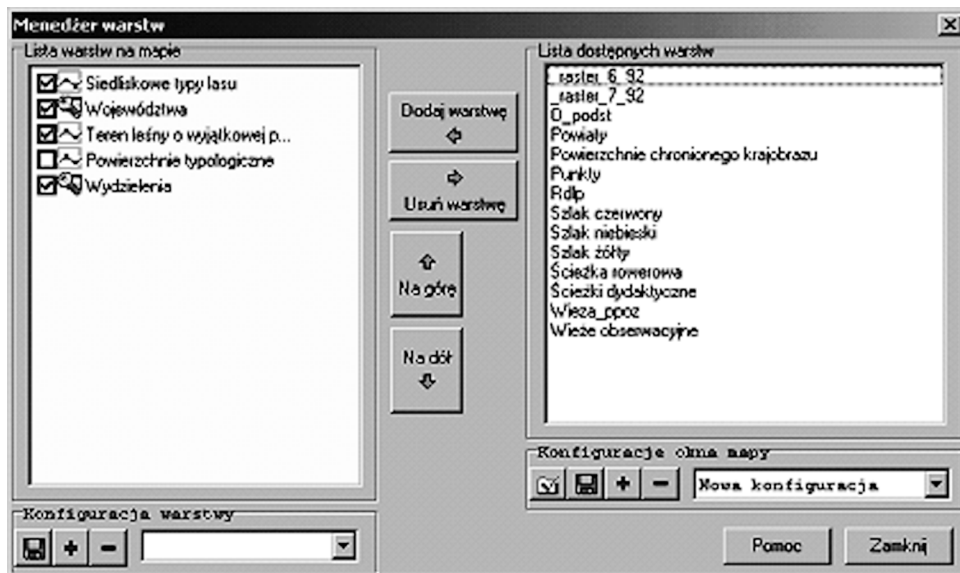 Menedżer warstw
Lista warstw na mapie
Siedliskowe typy lasu
Województwa
Teren leśny o wyjątkowej p...
Powierzchnie typologiczne
Wydzielenia
Konfiguracja warstwy
Dodaj warstwę
Usuń warstwę
Na górę
Na dół
Lista dostępnych warstw
_raster_6_92
_raster_7_92
O_podst
Powiaty
Powierzchnie chronionego krajobrazu
Punkty
Rdlp
Szlak czerwony
Szlak niebieski
Szlak żółty
Ścieżka rowerowa
Ścieżki dydaktyczne
Wieza_ppoz
Wieże obserwacyjne
Konfiguracje okna mapy
Nowa konfiguracja
Pomoc
Zamknij